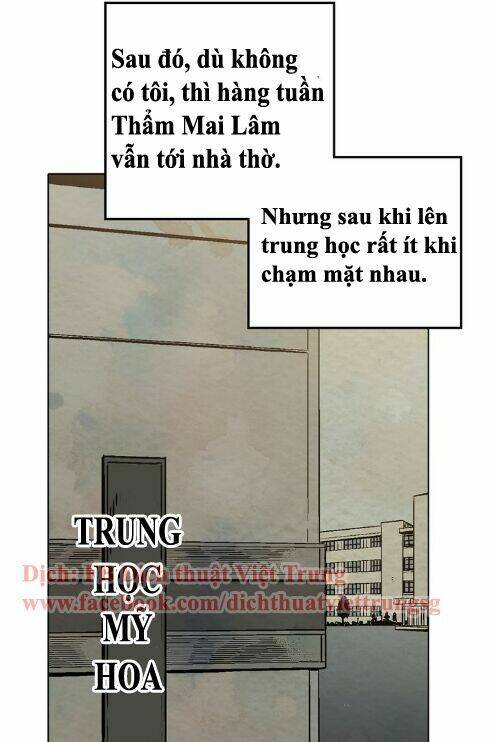 Sau đó, dù không
có tôi, thì hàng tuần
Thẩm Mai Lâm
vẫn tới nhà thờ.
Nhưng sau khi lên
trung học rất ít khi
chạm mặt nhau.
TRUNG
HỌC
MỸ
HOA
Dịch: thuật Việt Trung
www.facebook.com/dichthuatviettrungsg